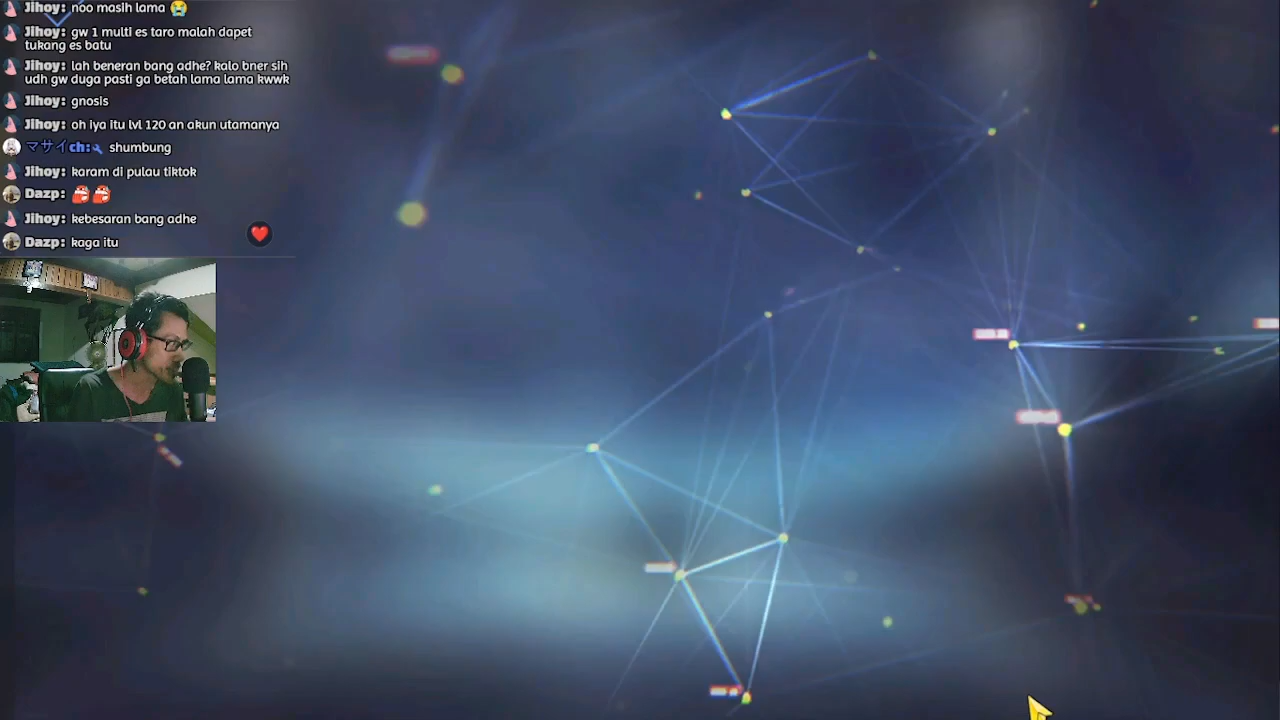 Jihoy: noo masih lama 😭
Jihoy: gw 1 multi es taro malah dapet
tukang es batu
Jihoy: lah beneran bang adhe? kalo bner sih
udh gw duga pasti ga betah lama lama kwwk
Jihoy: gnosis
Jihoy: oh iya itu lvl 120 an akun utamanya
マサイch: shumbung
Jihoy: karam di pulau tiktok
Dazp:
Jihoy: kebesaran bang adhe
Dazp: kaga itu